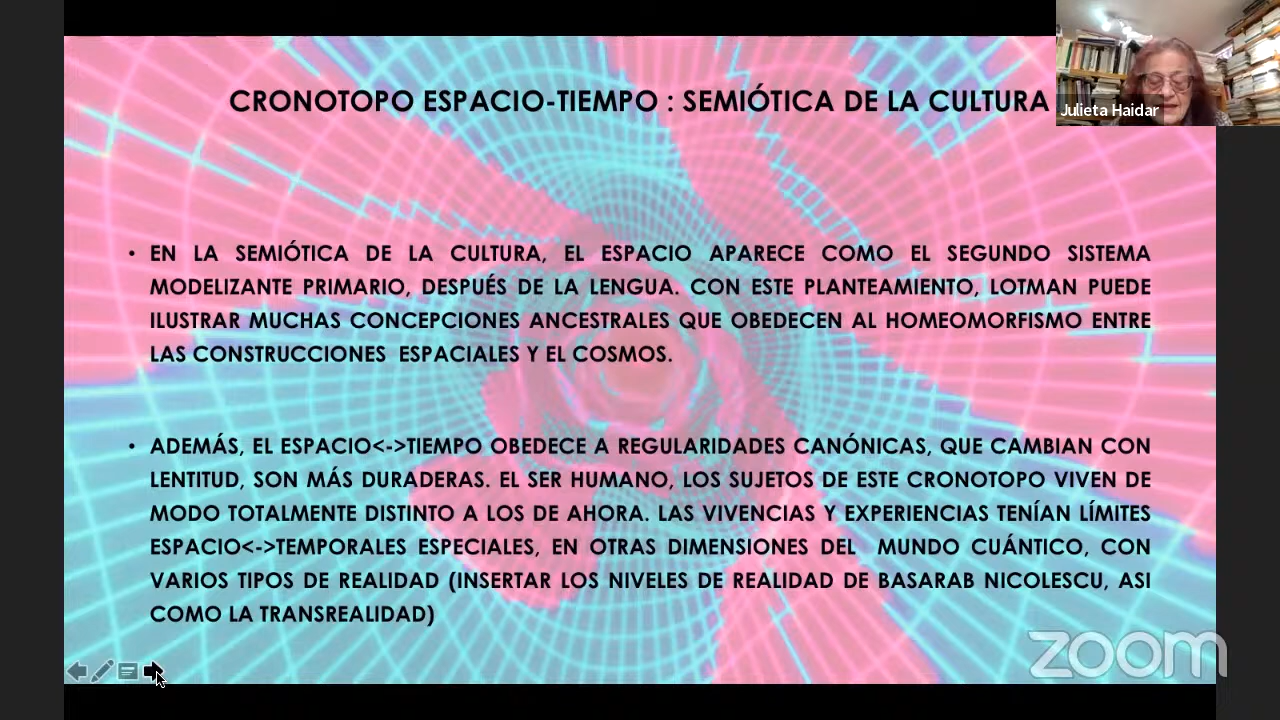 CRONOTOPO ESPACIO-TIEMPO : SEMIÓTICA DE LA CULTURA
Julieta Haidar
• EN LA SEMIÓTICA DE LA CULTURA, EL ESPACIO APARECE COMO EL SEGUNDO SISTEMA
MODELIZANTE PRIMARIO, DESPUÉS DE LA LENGUA. CON ESTE PLANTEAMIENTO, LOTMAN PUEDE
ILUSTRAR MUCHAS CONCEPCIONES ANCESTRALES QUE OBEDECEN AL HOMEOMORFISMO ENTRE
LAS CONSTRUCCIONES ESPACIALES Y EL COSMOS.
• ADEMÁS, EL ESPACIO<->TIEMPO OBEDECE A REGULARIDADES CANÓNICAS, QUE CAMBIAN CON
LENTITUD, SON MÁS DURADERAS. EL SER HUMANO, LOS SUJETOS DE ESTE CRONOTOPO VIVEN DE
MODO TOTALMENTE DISTINTO A LOS DE AHORA. LAS VIVENCIAS Y EXPERIENCIAS TENÍAN LÍMITES
ESPACIO<->TEMPORALES ESPECIALES, EN OTRAS DIMENSIONES DEL MUNDO CUÁNTICO, CON
VARIOS TIPOS DE REALIDAD (INSERTAR LOS NIVELES DE REALIDAD DE BASARAB NICOLESCU, ASI
COMO LA TRANSREALIDAD)
zoom